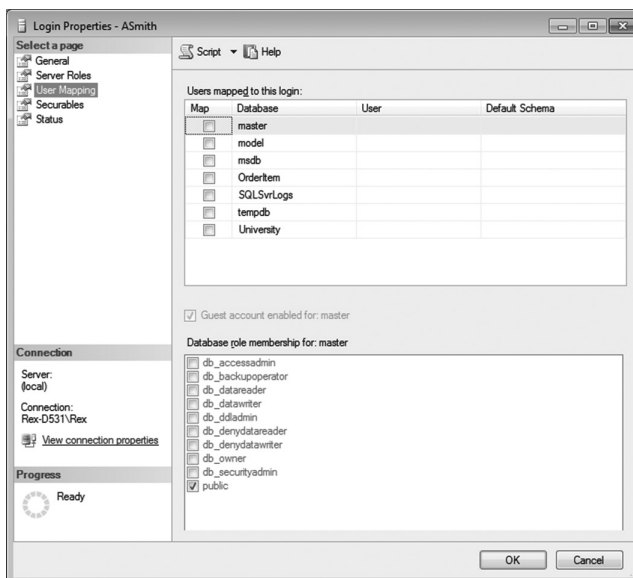 Login Properties - ASmith
Select a page
General
Server Roles
User Mapping
Securables
Status
Script
Help
Users mapped to this login:
Map Database User Default Schema
master
model
msdb
OrderItem
SQLSvrLogs
tempdb
University
Guest account enabled for: master
Database role membership for: master
db_accessadmin
db_backupoperator
db_datareader
db_datawriter
db_ddladmin
db_denydatareader
db_denydatawriter
db_owner
db_securityadmin
public
Connection
Server:
(local)
Connection:
Rex-D531\Rex
View connection properties
Progress
Ready
OK Cancel